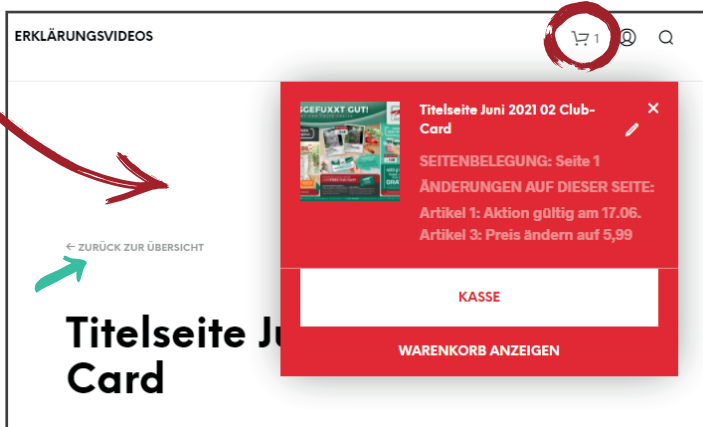 ERKLÄRUNGSVIDEOS
1
SGEFUXXT GUT!
Titelseite Juni 2021 02 Club-
Card
SEITENBELEGUNG: Seite 1
ÄNDERUNGEN AUF DIESER SEITE:
Artikel 1: Aktion gültig am 17.06.
Artikel 3: Preis ändern auf 5,99
← ZURÜCK ZUR ÜBERSICHT
KASSE
WARENKORB ANZEIGEN
Titelseite Ju
Card